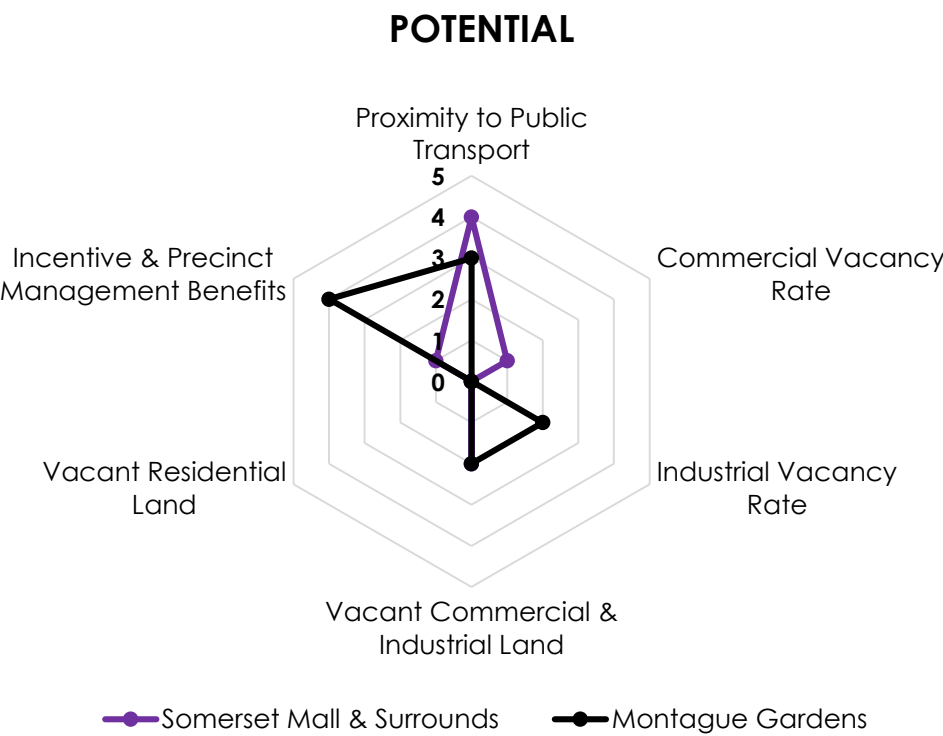 POTENTIAL
Proximity to Public
Transport
5
4
3
2
1
0
Incentive & Precinct
Management Benefits
Commercial Vacancy
Rate
Vacant Residential
Land
Industrial Vacancy
Rate
Vacant Commercial &
Industrial Land
Somerset Mall & Surrounds
Montague Gardens